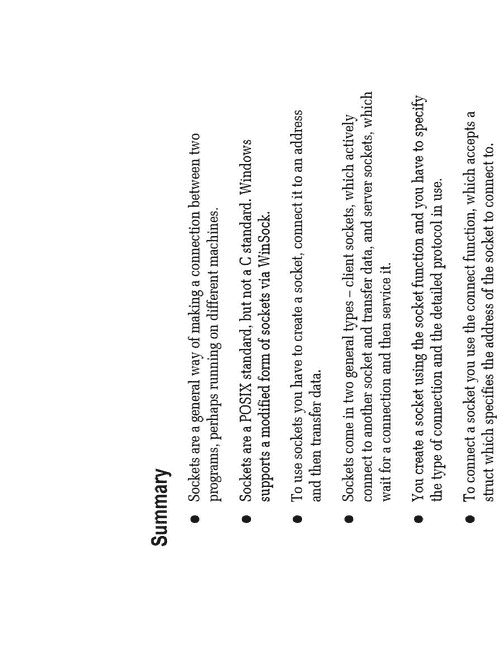 Summary
● Sockets are a general way of making a connection between two
programs, perhaps running on different machines.
● Sockets are a POSIX standard, but not a C standard. Windows
supports a modified form of sockets via WinSock.
● To use sockets you have to create a socket, connect it to an address
and then transfer data.
● Sockets come in two general types – client sockets, which actively
connect to another socket and transfer data, and server sockets, which
wait for a connection and then service it.
● You create a socket using the socket function and you have to specify
the type of connection and the detailed protocol in use.
● To connect a socket you use the connect function, which accepts a
struct which specifies the address of the socket to connect to.